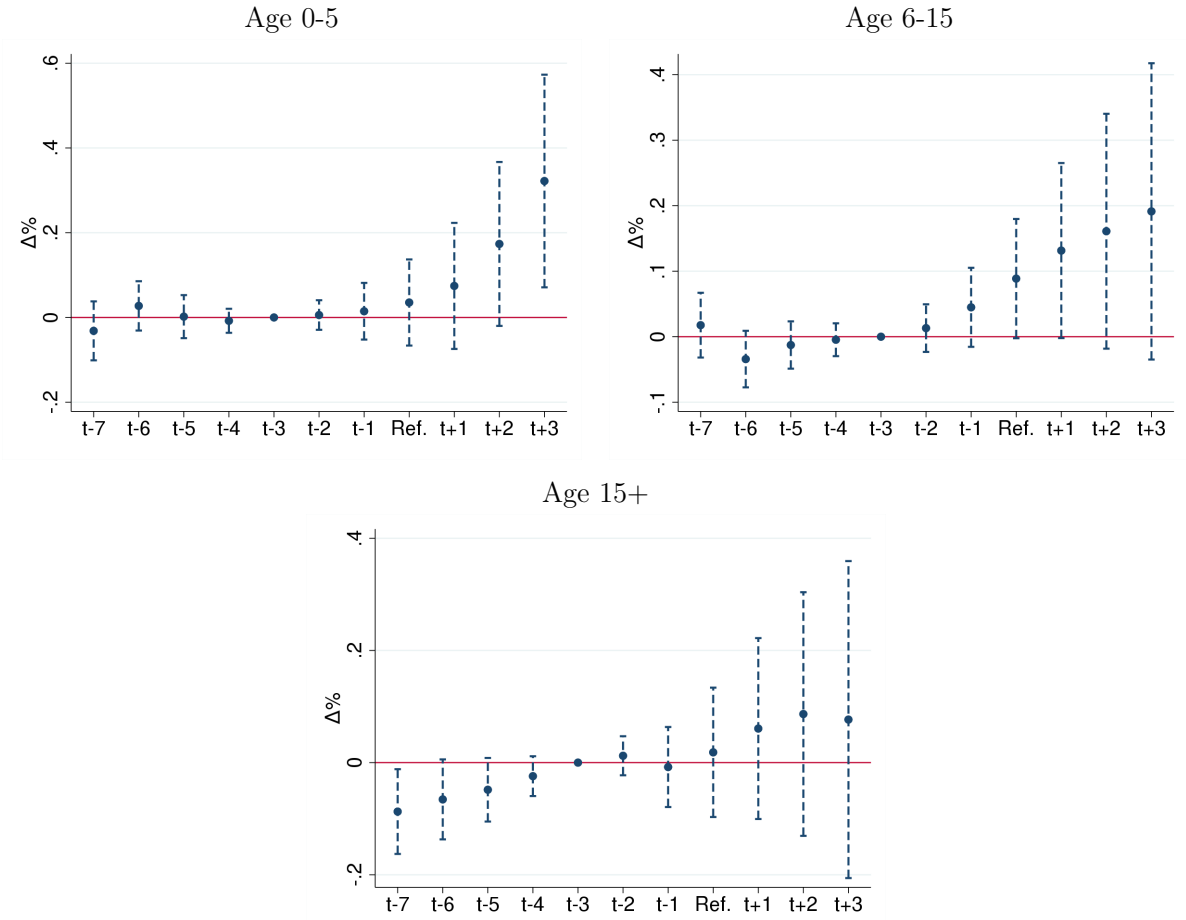 Age 0-5
.6
.4
.2
0
-.2
Δ%
t-7 t-6 t-5 t-4 t-3 t-2 t-1 Ref. t+1 t+2 t+3
Age 6-15
.4
.3
.2
.1
0
-.1
Δ%
t-7 t-6 t-5 t-4 t-3 t-2 t-1 Ref. t+1 t+2 t+3
Age 15+
.4
.2
0
-.2
Δ%
t-7 t-6 t-5 t-4 t-3 t-2 t-1 Ref. t+1 t+2 t+3